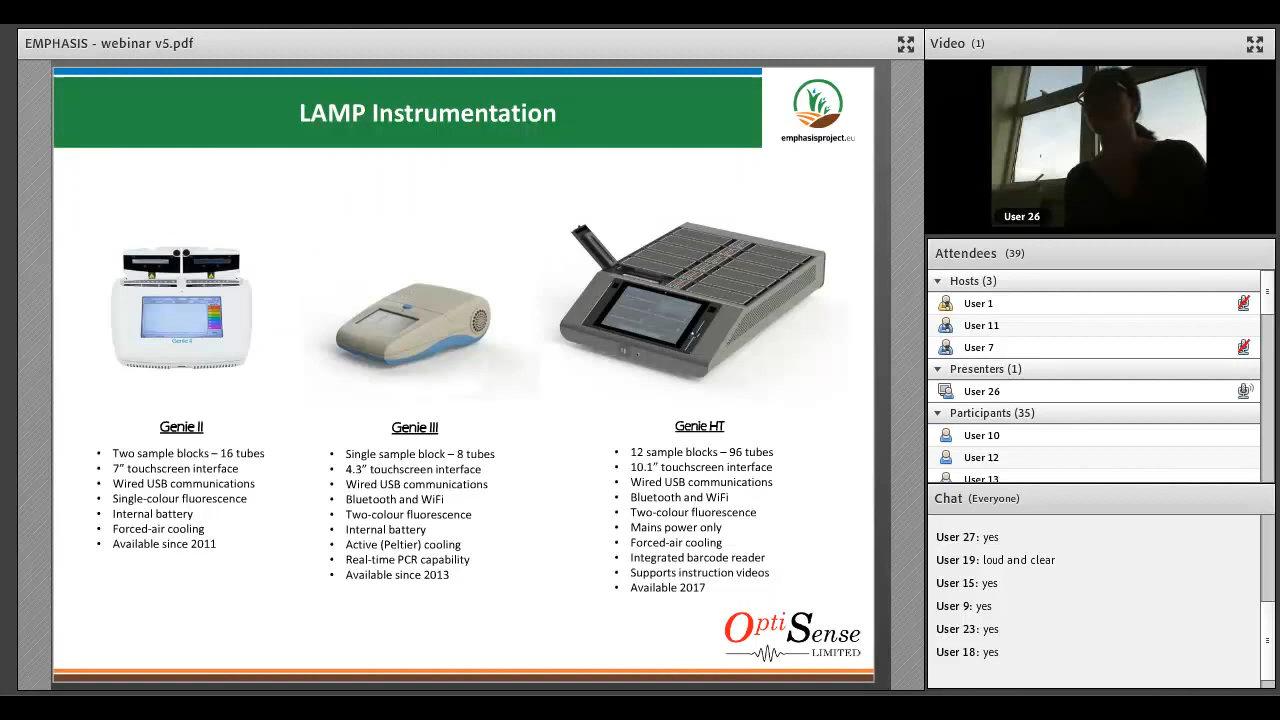 EMPHASIS - webinar v5.pdf
LAMP Instrumentation
emphasisproject.eu
Genie II
Genie II
• Two sample blocks – 16 tubes
• 7" touchscreen interface
• Wired USB communications
• Single-colour fluorescence
• Internal battery
• Forced-air cooling
• Available since 2011
Genie III
• Single sample block – 8 tubes
• 4.3" touchscreen interface
• Wired USB communications
• Bluetooth and WiFi
• Two-colour fluorescence
• Internal battery
• Active (Peltier) cooling
• Real-time PCR capability
• Available since 2013
Genie HT
• 12 sample blocks – 96 tubes
• 10.1" touchscreen interface
• Wired USB communications
• Bluetooth and WiFi
• Two-colour fluorescence
• Mains power only
• Forced-air cooling
• Integrated barcode reader
• Supports instruction videos
• Available 2017
OptiSense
LIMITED
Video (1)
User 26
Attendees (39)
Hosts (3)
User 1
User 11
User 7
Presenters (1)
User 26
Participants (35)
User 10
User 12
User 13
Chat (Everyone)
User 27: yes
User 19: loud and clear
User 15: yes
User 9: yes
User 23: yes
User 18: yes